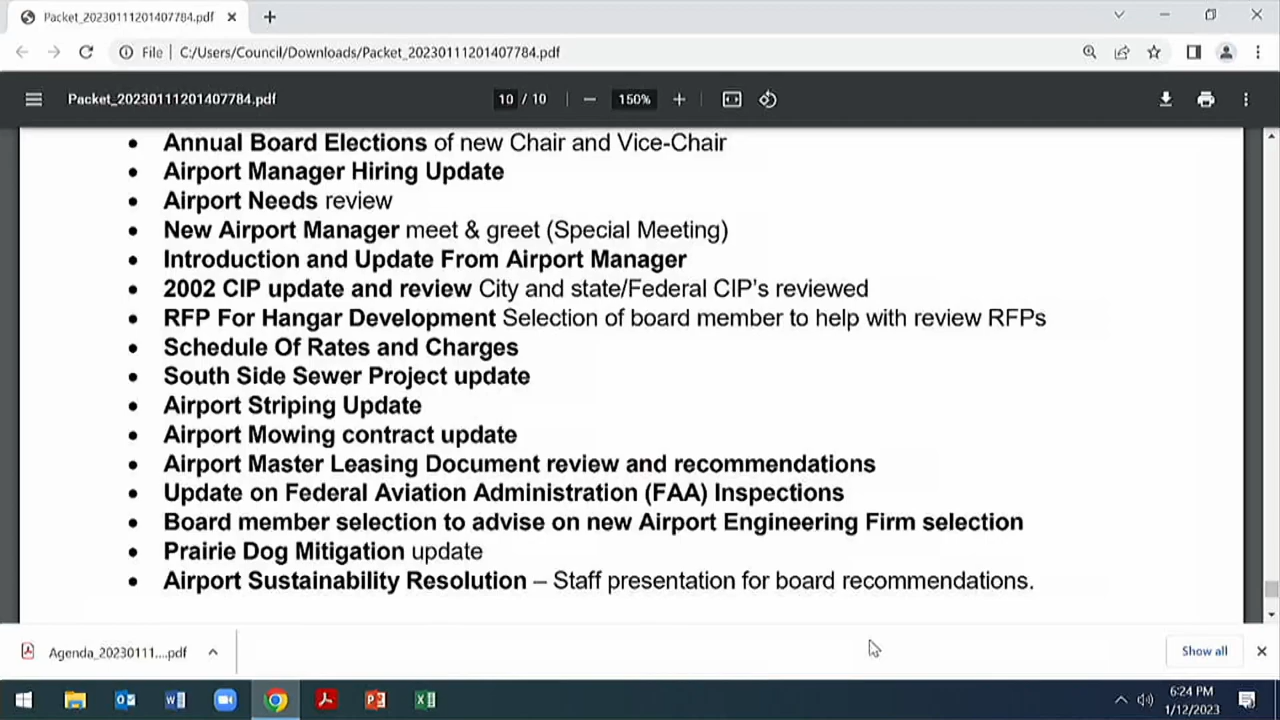 Packet_20230111201407784.pdf
File | C:/Users/Council/Downloads/Packet_20230111201407784.pdf
Packet_20230111201407784.pdf
10 / 10
150%
• Annual Board Elections of new Chair and Vice-Chair
• Airport Manager Hiring Update
• Airport Needs review
• New Airport Manager meet & greet (Special Meeting)
• Introduction and Update From Airport Manager
• 2002 CIP update and review City and state/Federal CIP's reviewed
• RFP For Hangar Development Selection of board member to help with review RFPs
• Schedule Of Rates and Charges
• South Side Sewer Project update
• Airport Striping Update
• Airport Mowing contract update
• Airport Master Leasing Document review and recommendations
• Update on Federal Aviation Administration (FAA) Inspections
• Board member selection to advise on new Airport Engineering Firm selection
• Prairie Dog Mitigation update
• Airport Sustainability Resolution – Staff presentation for board recommendations.
Agenda_20230111....pdf
Show all
6:24 PM
1/12/2023